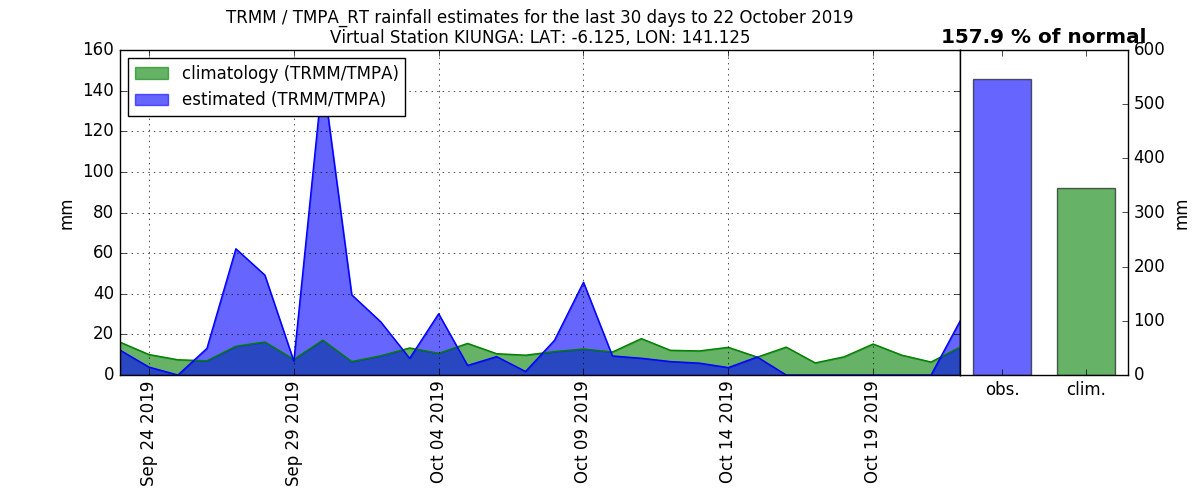 TRMM / TMPA_RT rainfall estimates for the last 30 days to 22 October 2019
Virtual Station KIUNGA: LAT: -6.125, LON: 141.125
157.9 % of normal
climatology (TRMM/TMPA)
estimated (TRMM/TMPA)
160
140
120
100
80
60
40
20
0
mm
Sep 24 2019
Sep 29 2019
Oct 04 2019
Oct 09 2019
Oct 14 2019
Oct 19 2019
600
500
400
300
200
100
0
mm
obs.
clim.